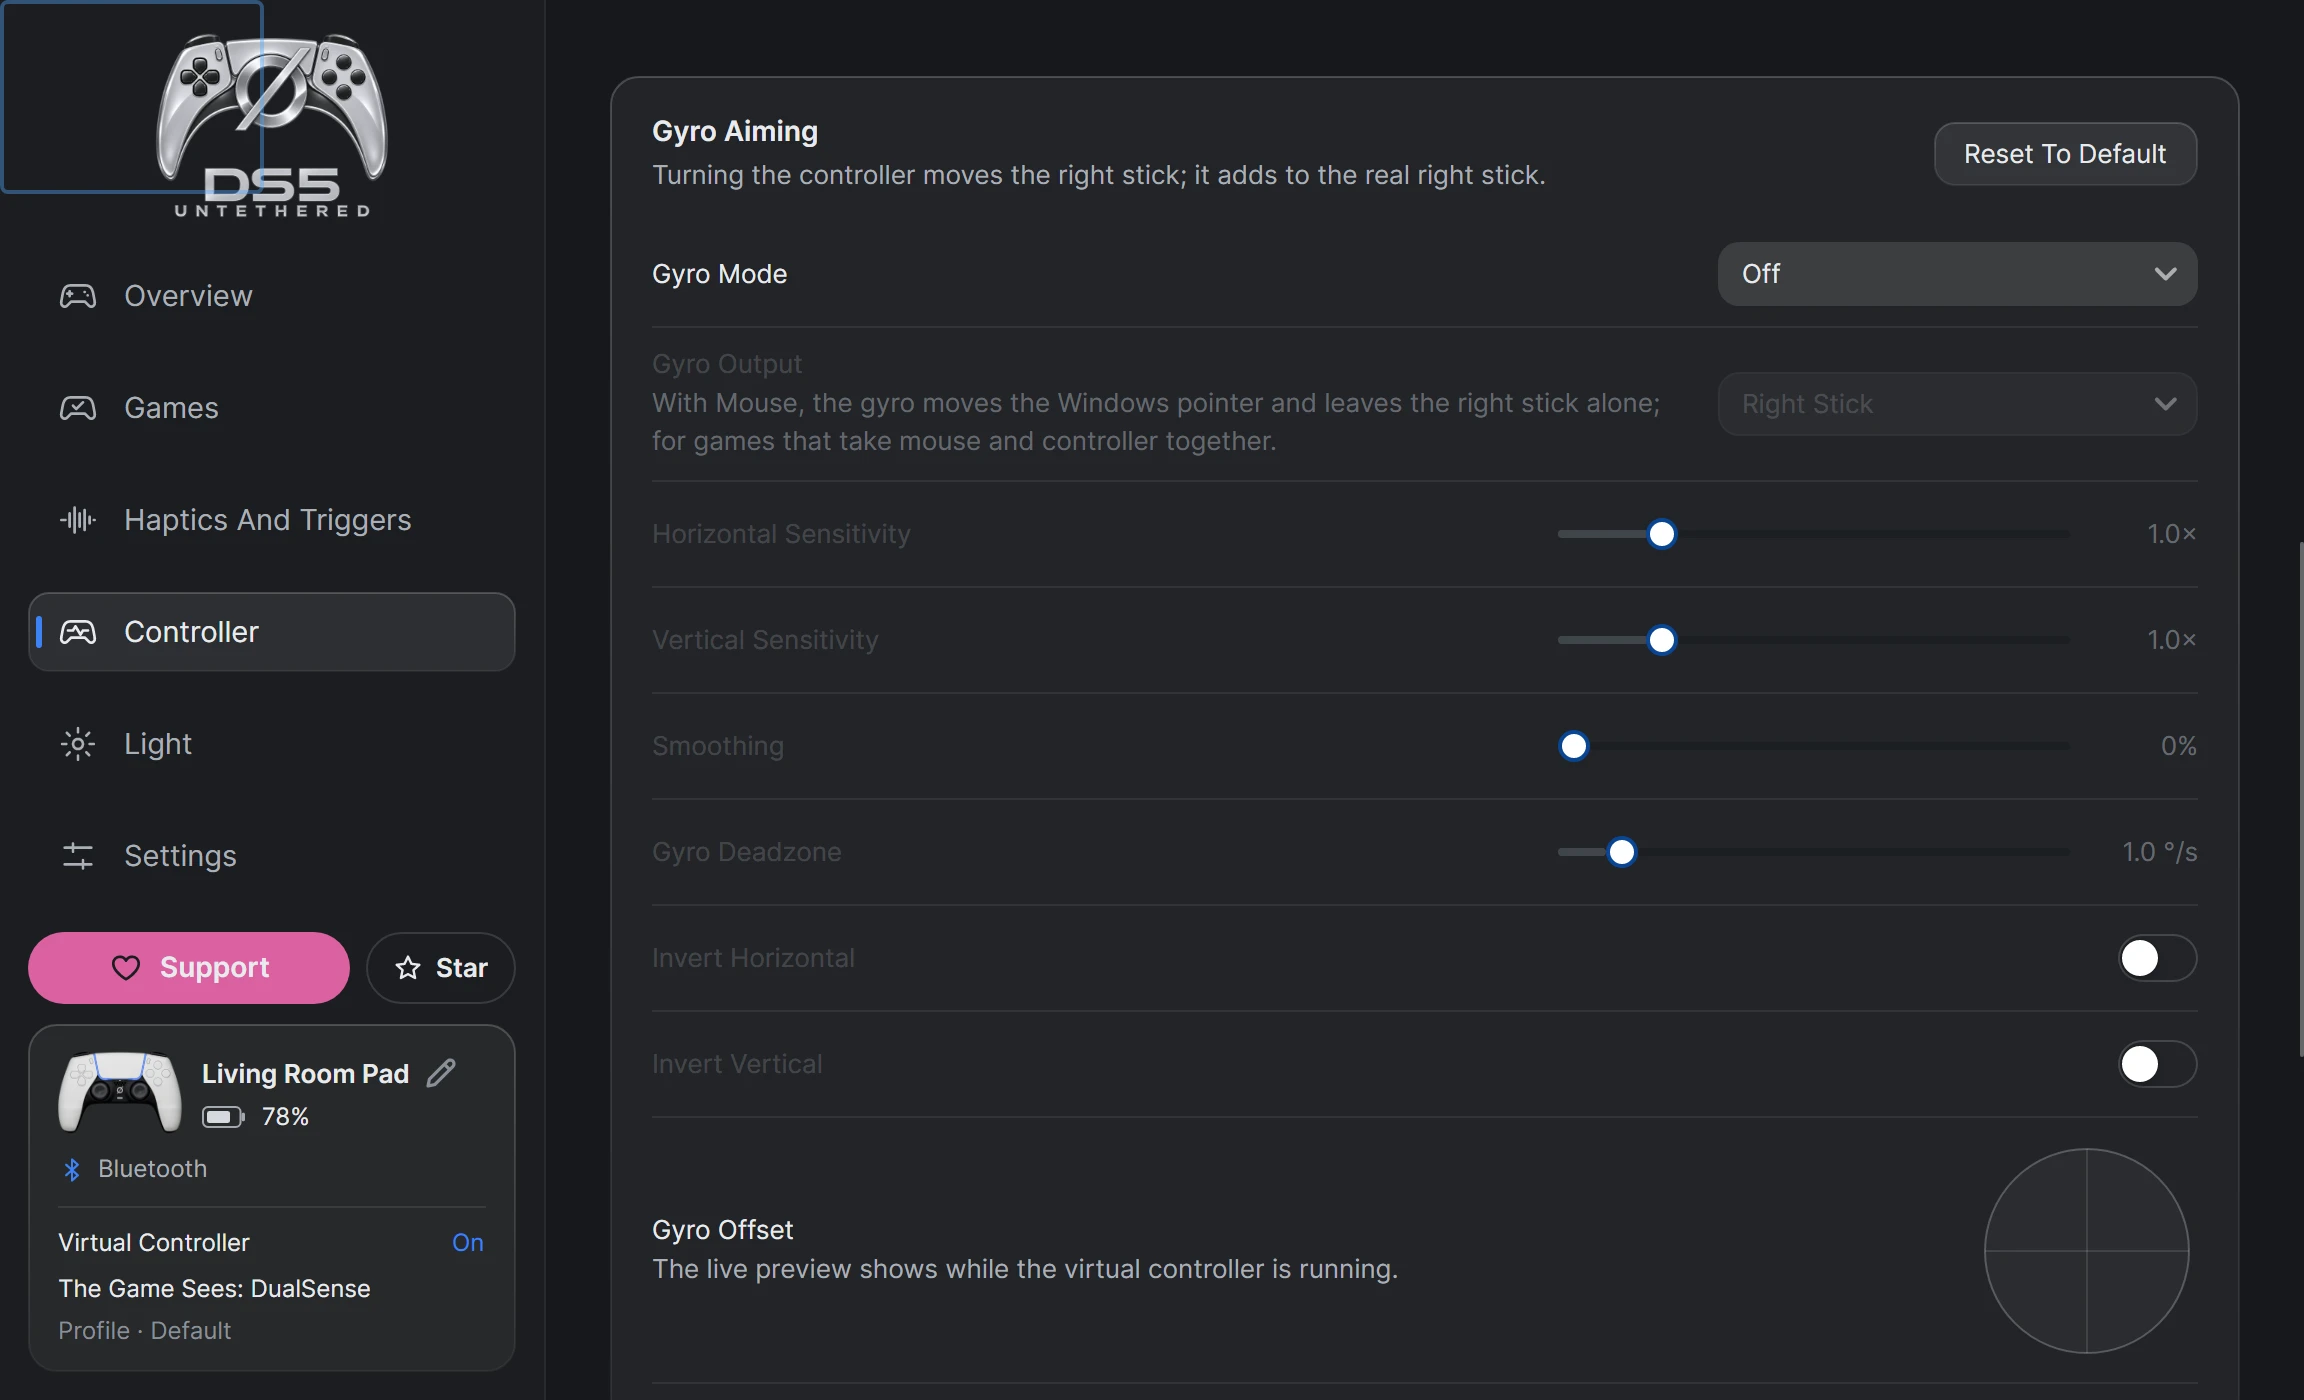 DS5
UNTETHERED
Overview
Games
Haptics And Triggers
Controller
Light
Settings
Support
Star
Living Room Pad
78%
Bluetooth
Virtual Controller
On
The Game Sees: DualSense
Profile · Default
Gyro Aiming
Turning the controller moves the right stick; it adds to the real right stick.
Reset To Default
Gyro Mode
Off
Gyro Output
With Mouse, the gyro moves the Windows pointer and leaves the right stick alone;
for games that take mouse and controller together.
Right Stick
Horizontal Sensitivity
1.0×
Vertical Sensitivity
1.0×
Smoothing
0%
Gyro Deadzone
1.0 °/s
Invert Horizontal
Invert Vertical
Gyro Offset
The live preview shows while the virtual controller is running.